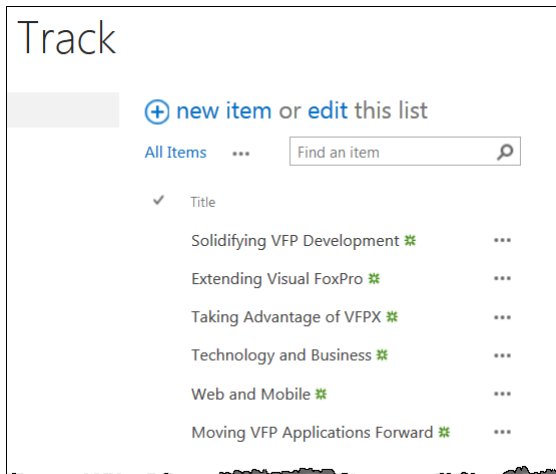 Track
new item or edit this list
All Items ••• Find an item
Title
Solidifying VFP Development •••
Extending Visual FoxPro •••
Taking Advantage of VFPX •••
Technology and Business •••
Web and Mobile •••
Moving VFP Applications Forward •••